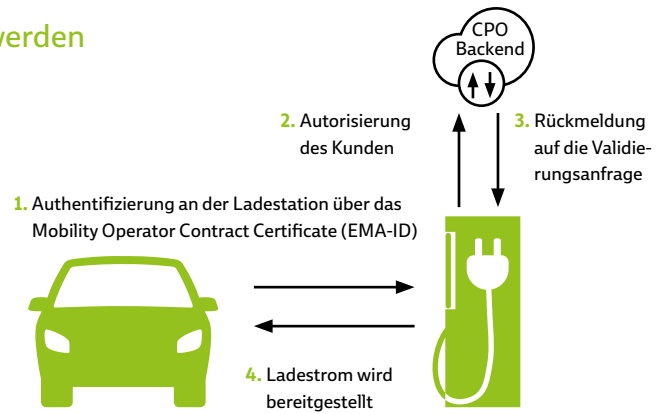 CPO
Backend
2. Autorisierung
des Kunden
3. Rückmeldung
auf die Validie-
rungsanfrage
1. Authentifizierung an der Ladestation über das
Mobility Operator Contract Certificate (EMA-ID)
4. Ladestrom wird
bereitgestellt